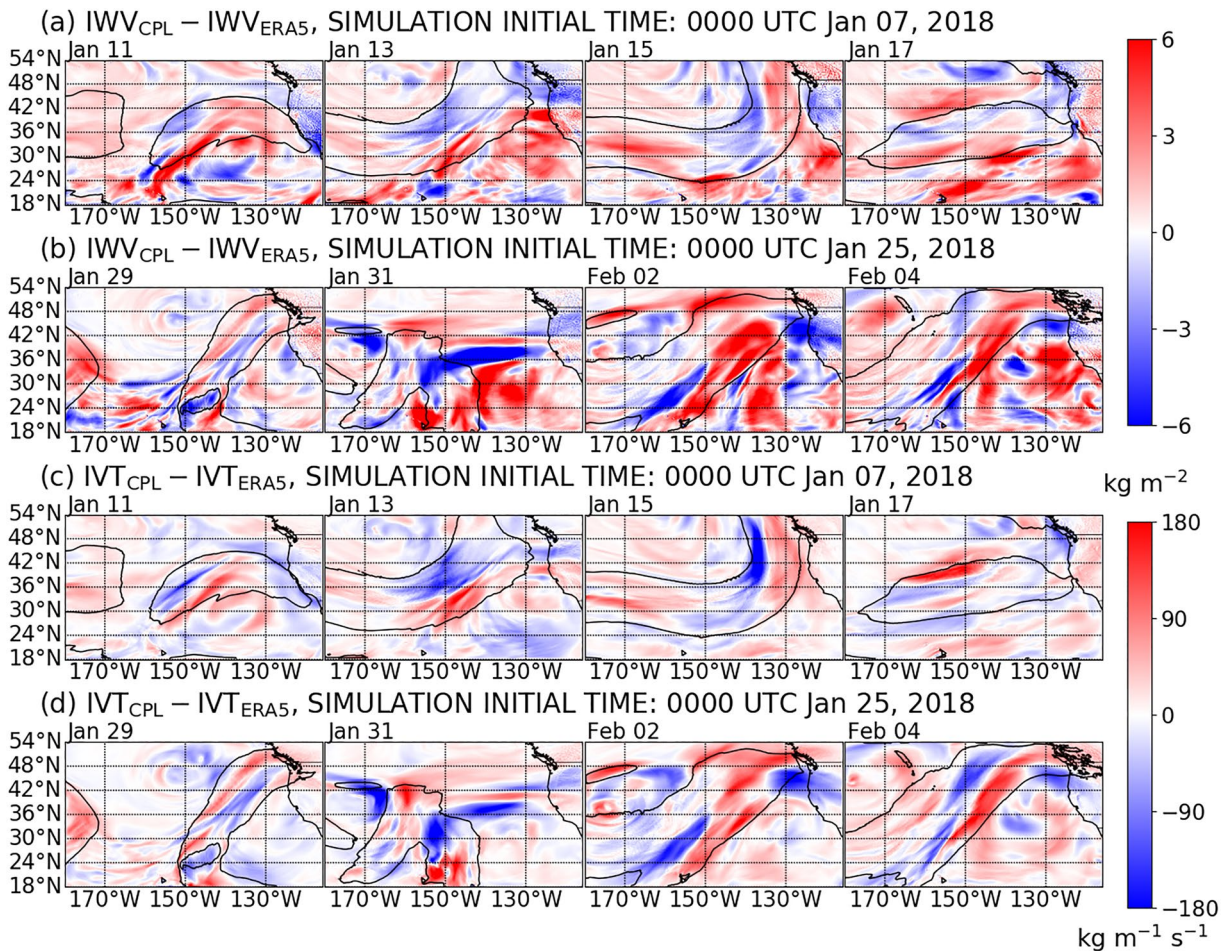 (a) IWV_CPL − IWV_ERA5, SIMULATION INITIAL TIME: 0000 UTC Jan 07, 2018
Jan 11 Jan 13 Jan 15 Jan 17
54°N
48°N
42°N
36°N
30°N
24°N
18°N
170°W 150°W 130°W 170°W 150°W 130°W 170°W 150°W 130°W 170°W 150°W 130°W
(b) IWV_CPL − IWV_ERA5, SIMULATION INITIAL TIME: 0000 UTC Jan 25, 2018
Jan 29 Jan 31 Feb 02 Feb 04
54°N
48°N
42°N
36°N
30°N
24°N
18°N
170°W 150°W 130°W 170°W 150°W 130°W 170°W 150°W 130°W 170°W 150°W 130°W
6
3
0
−3
−6
kg m⁻²
(c) IVT_CPL − IVT_ERA5, SIMULATION INITIAL TIME: 0000 UTC Jan 07, 2018
Jan 11 Jan 13 Jan 15 Jan 17
54°N
48°N
42°N
36°N
30°N
24°N
18°N
170°W 150°W 130°W 170°W 150°W 130°W 170°W 150°W 130°W 170°W 150°W 130°W
(d) IVT_CPL − IVT_ERA5, SIMULATION INITIAL TIME: 0000 UTC Jan 25, 2018
Jan 29 Jan 31 Feb 02 Feb 04
54°N
48°N
42°N
36°N
30°N
24°N
18°N
170°W 150°W 130°W 170°W 150°W 130°W 170°W 150°W 130°W 170°W 150°W 130°W
180
90
0
−90
−180
kg m⁻¹ s⁻¹